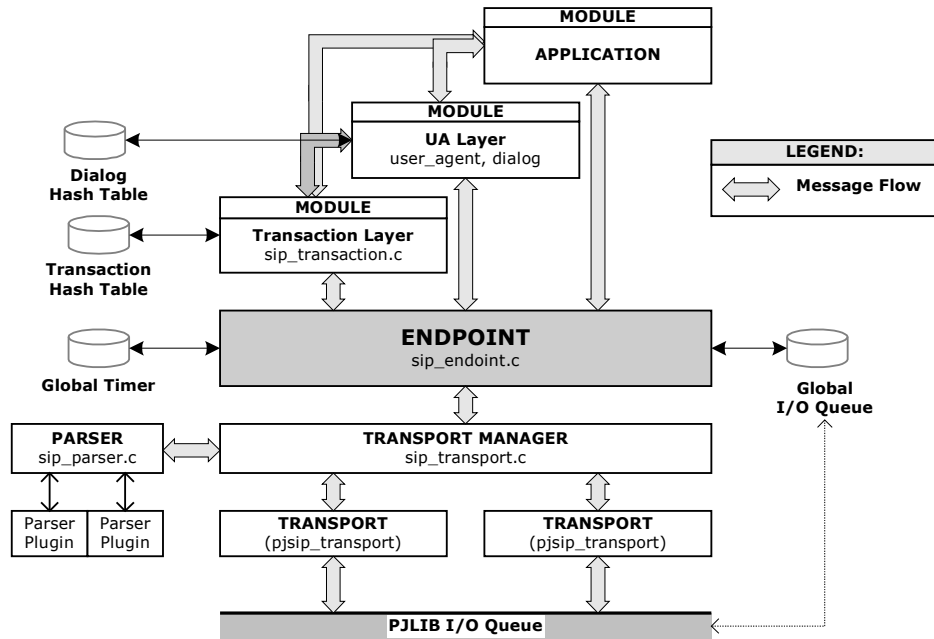 MODULE
APPLICATION
MODULE
UA Layer
user_agent, dialog
LEGEND:
Message Flow
Dialog
Hash Table
MODULE
Transaction Layer
sip_transaction.c
Transaction
Hash Table
ENDPOINT
sip_endoint.c
Global Timer
Global
I/O Queue
PARSER
sip_parser.c
TRANSPORT MANAGER
sip_transport.c
Parser
Plugin
Parser
Plugin
TRANSPORT
(pjsip_transport)
TRANSPORT
(pjsip_transport)
PJLIB I/O Queue